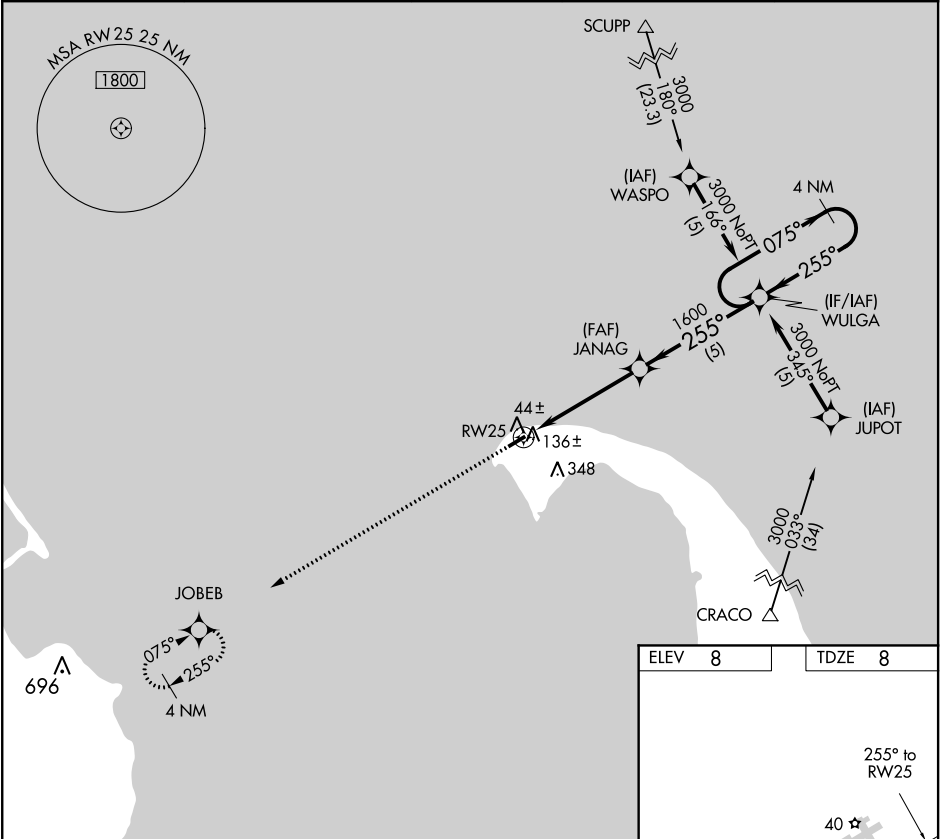 MSA RW25 25 NM
1800
SCUPP
3000
180°
(23.3)
(IAF)
WASPO
3000 NoPT
166°
(5)
4 NM
075°
255°
(IF/IAF)
WULGA
1600
255°
(5)
(FAF)
JANAG
3000 NoPT
345°
(5)
(IAF)
JUPOT
44±
RW25
136±
348
3000
033°
(34)
CRACO
JOBEB
075°
255°
4 NM
696
ELEV 8
TDZE 8
255° to
RW25
40